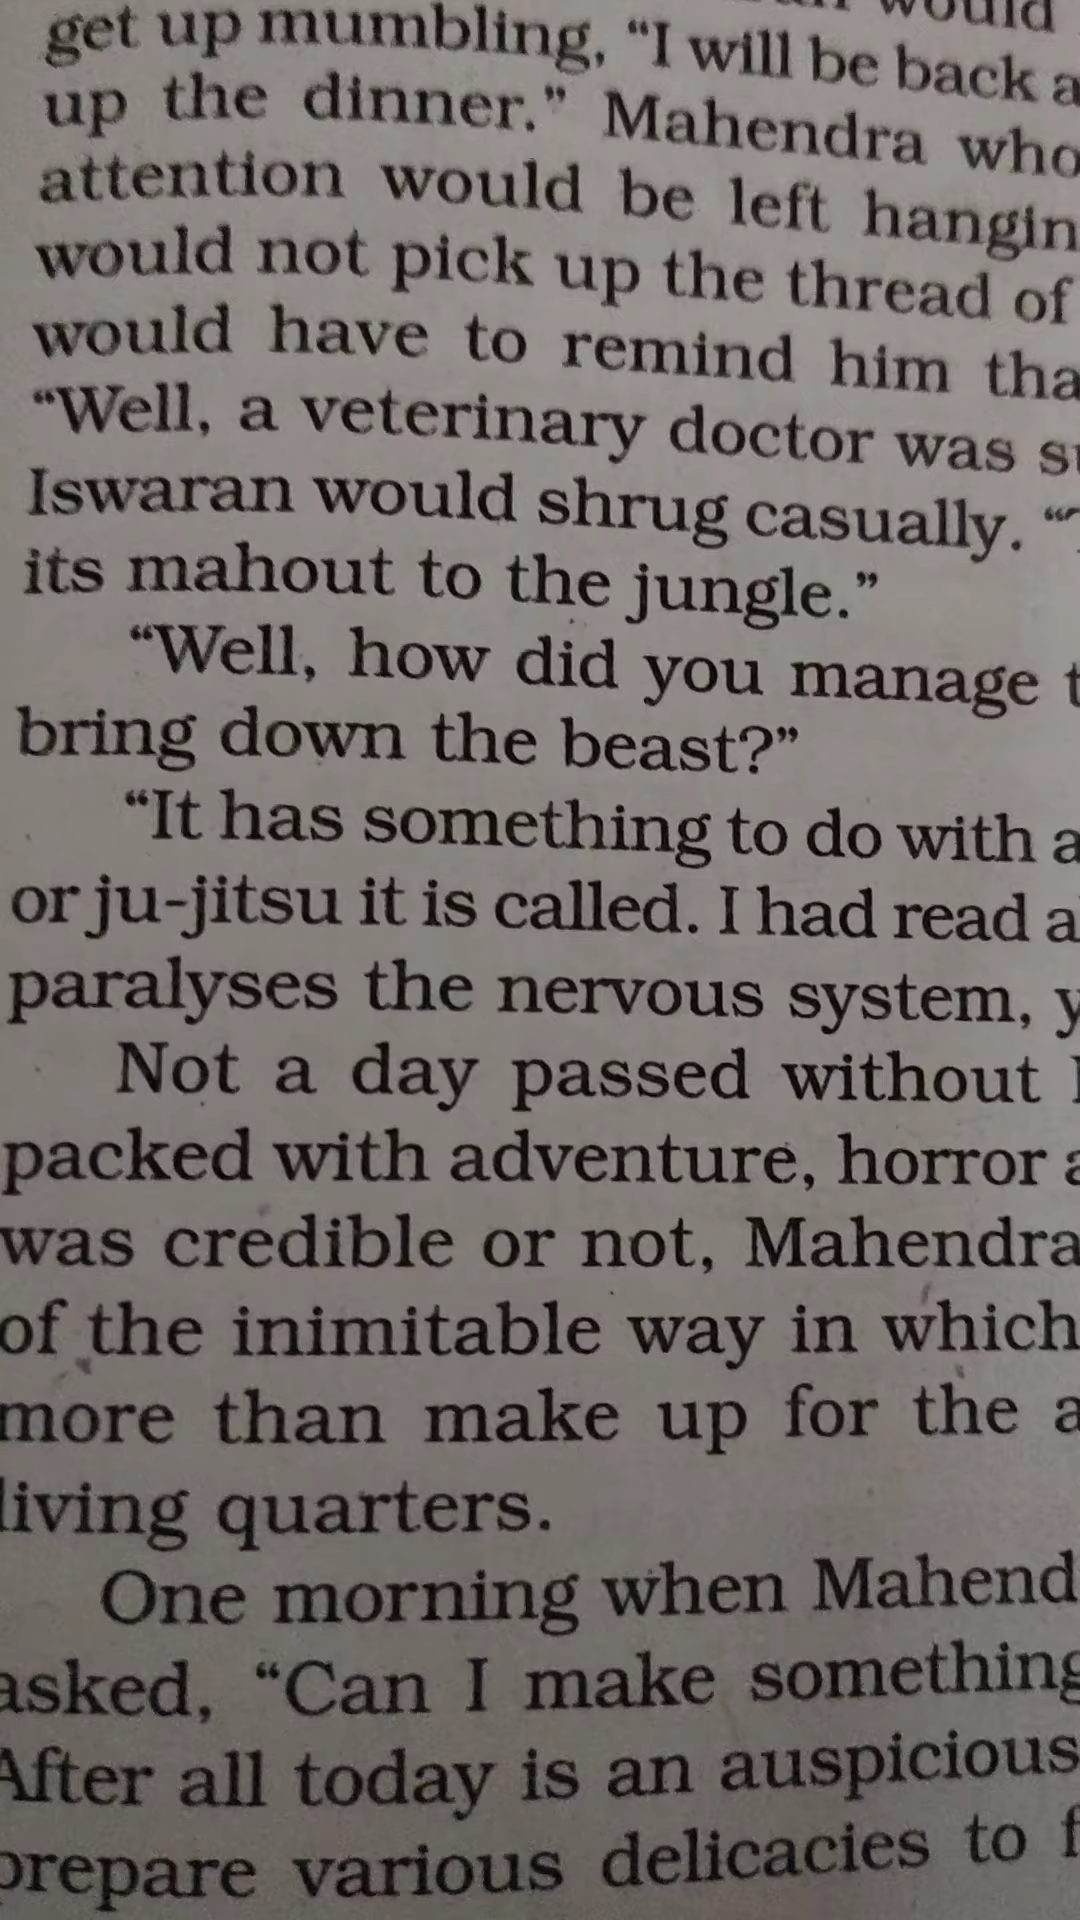 would
get up mumbling, “I will be back a
up the dinner.” Mahendra who
attention would be left hangin
would not pick up the thread of
would have to remind him tha
“Well, a veterinary doctor was s
Iswaran would shrug casually. “
its mahout to the jungle.”
“Well, how did you manage t
bring down the beast?”
“It has something to do with a
or ju-jitsu it is called. I had read a
paralyses the nervous system, y
Not a day passed without
packed with adventure, horror a
was credible or not, Mahendra
of the inimitable way in which
more than make up for the a
living quarters.
One morning when Mahend
asked, “Can I make something
After all today is an auspicious
prepare various delicacies to f